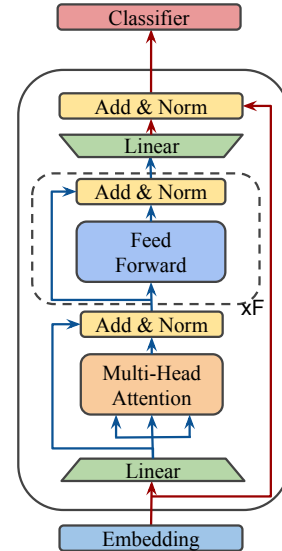 Classifier
Add & Norm
Linear
Add & Norm
Feed
Forward
xF
Add & Norm
Multi-Head
Attention
Linear
Embedding